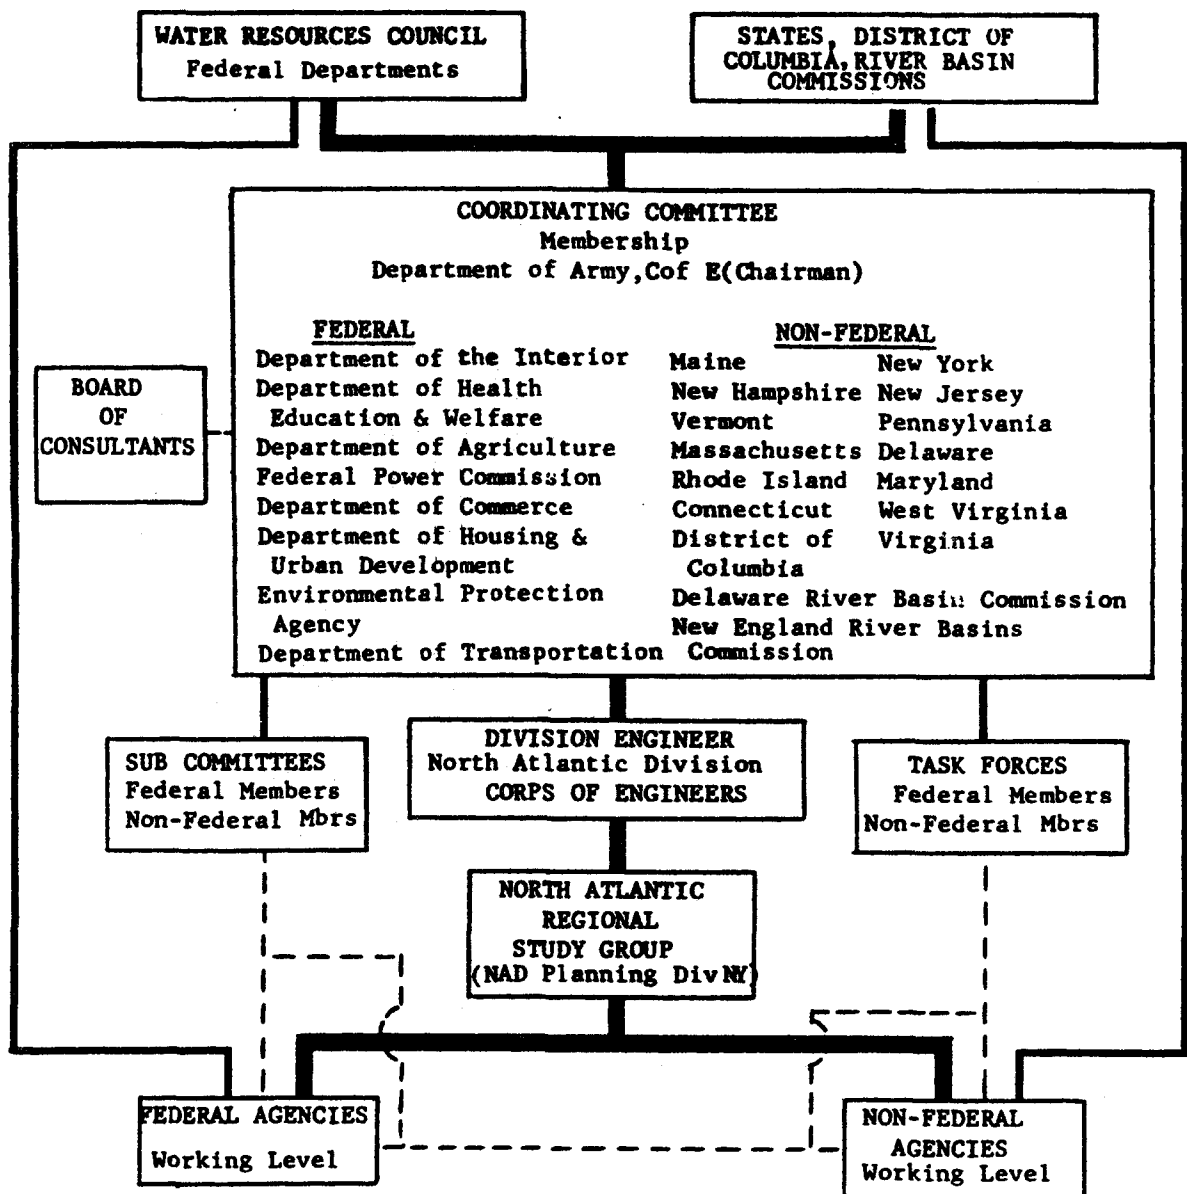 WATER RESOURCES COUNCIL
Federal Departments
STATES, DISTRICT OF
COLUMBIA, RIVER BASIN
COMMISSIONS
COORDINATING COMMITTEE
Membership
Department of Army, Cof E(Chairman)
FEDERAL
Department of the Interior
Department of Health
Education & Welfare
Department of Agriculture
Federal Power Commission
Department of Commerce
Department of Housing &
Urban Development
Environmental Protection
Agency
Department of Transportation
NON-FEDERAL
Maine New York
New Hampshire New Jersey
Vermont Pennsylvania
Massachusetts Delaware
Rhode Island Maryland
Connecticut West Virginia
District of Virginia
Columbia
Delaware River Basin Commission
New England River Basins
Commission
BOARD
OF
CONSULTANTS
SUB COMMITTEES
Federal Members
Non-Federal Mbrs
DIVISION ENGINEER
North Atlantic Division
CORPS OF ENGINEERS
TASK FORCES
Federal Members
Non-Federal Mbrs
NORTH ATLANTIC
REGIONAL
STUDY GROUP
(NAD Planning Div NY)
FEDERAL AGENCIES
Working Level
NON-FEDERAL
AGENCIES
Working Level